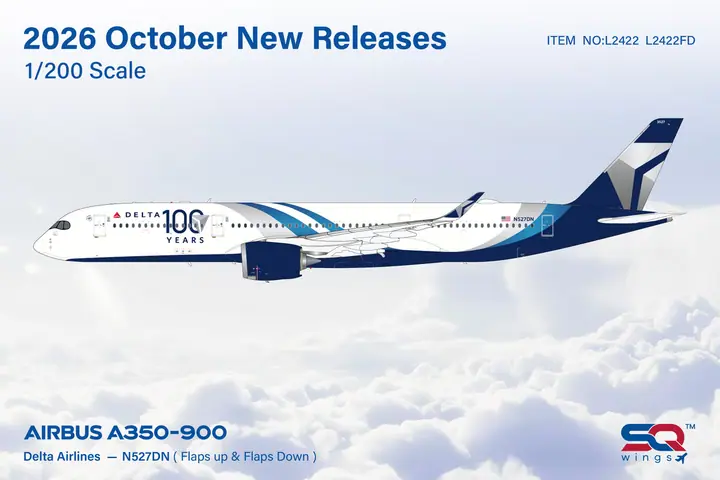 2026 October New Releases
ITEM NO:L2422 L2422FD
1/200 Scale
DELTA 100
YEARS
N527DN
AIRBUS A350-900
Delta Airlines — N527DN ( Flaps up & Flaps Down )
SQ™
wings